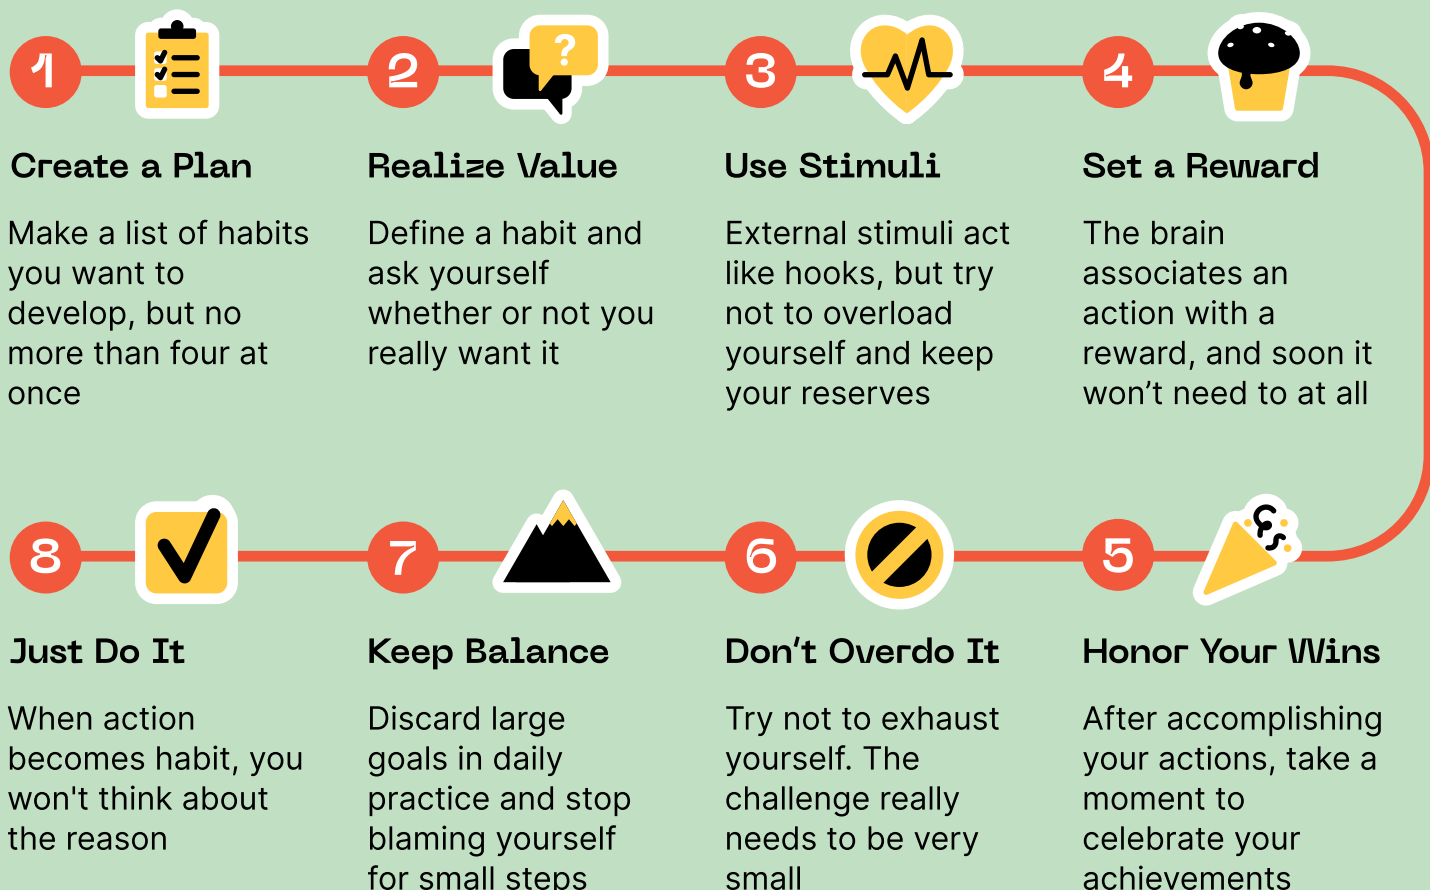 1
Create a Plan
Make a list of habits
you want to
develop, but no
more than four at
once
2
?
Realize Value
Define a habit and
ask yourself
whether or not you
really want it
3
Use Stimuli
External stimuli act
like hooks, but try
not to overload
yourself and keep
your reserves
4
Set a Reward
The brain
associates an
action with a
reward, and soon it
won’t need to at all
5
Honor Your Wins
After accomplishing
your actions, take a
moment to
celebrate your
achievements
6
Don’t Overdo It
Try not to exhaust
yourself. The
challenge really
needs to be very
small
7
Keep Balance
Discard large
goals in daily
practice and stop
blaming yourself
for small steps
8
Just Do It
When action
becomes habit, you
won't think about
the reason